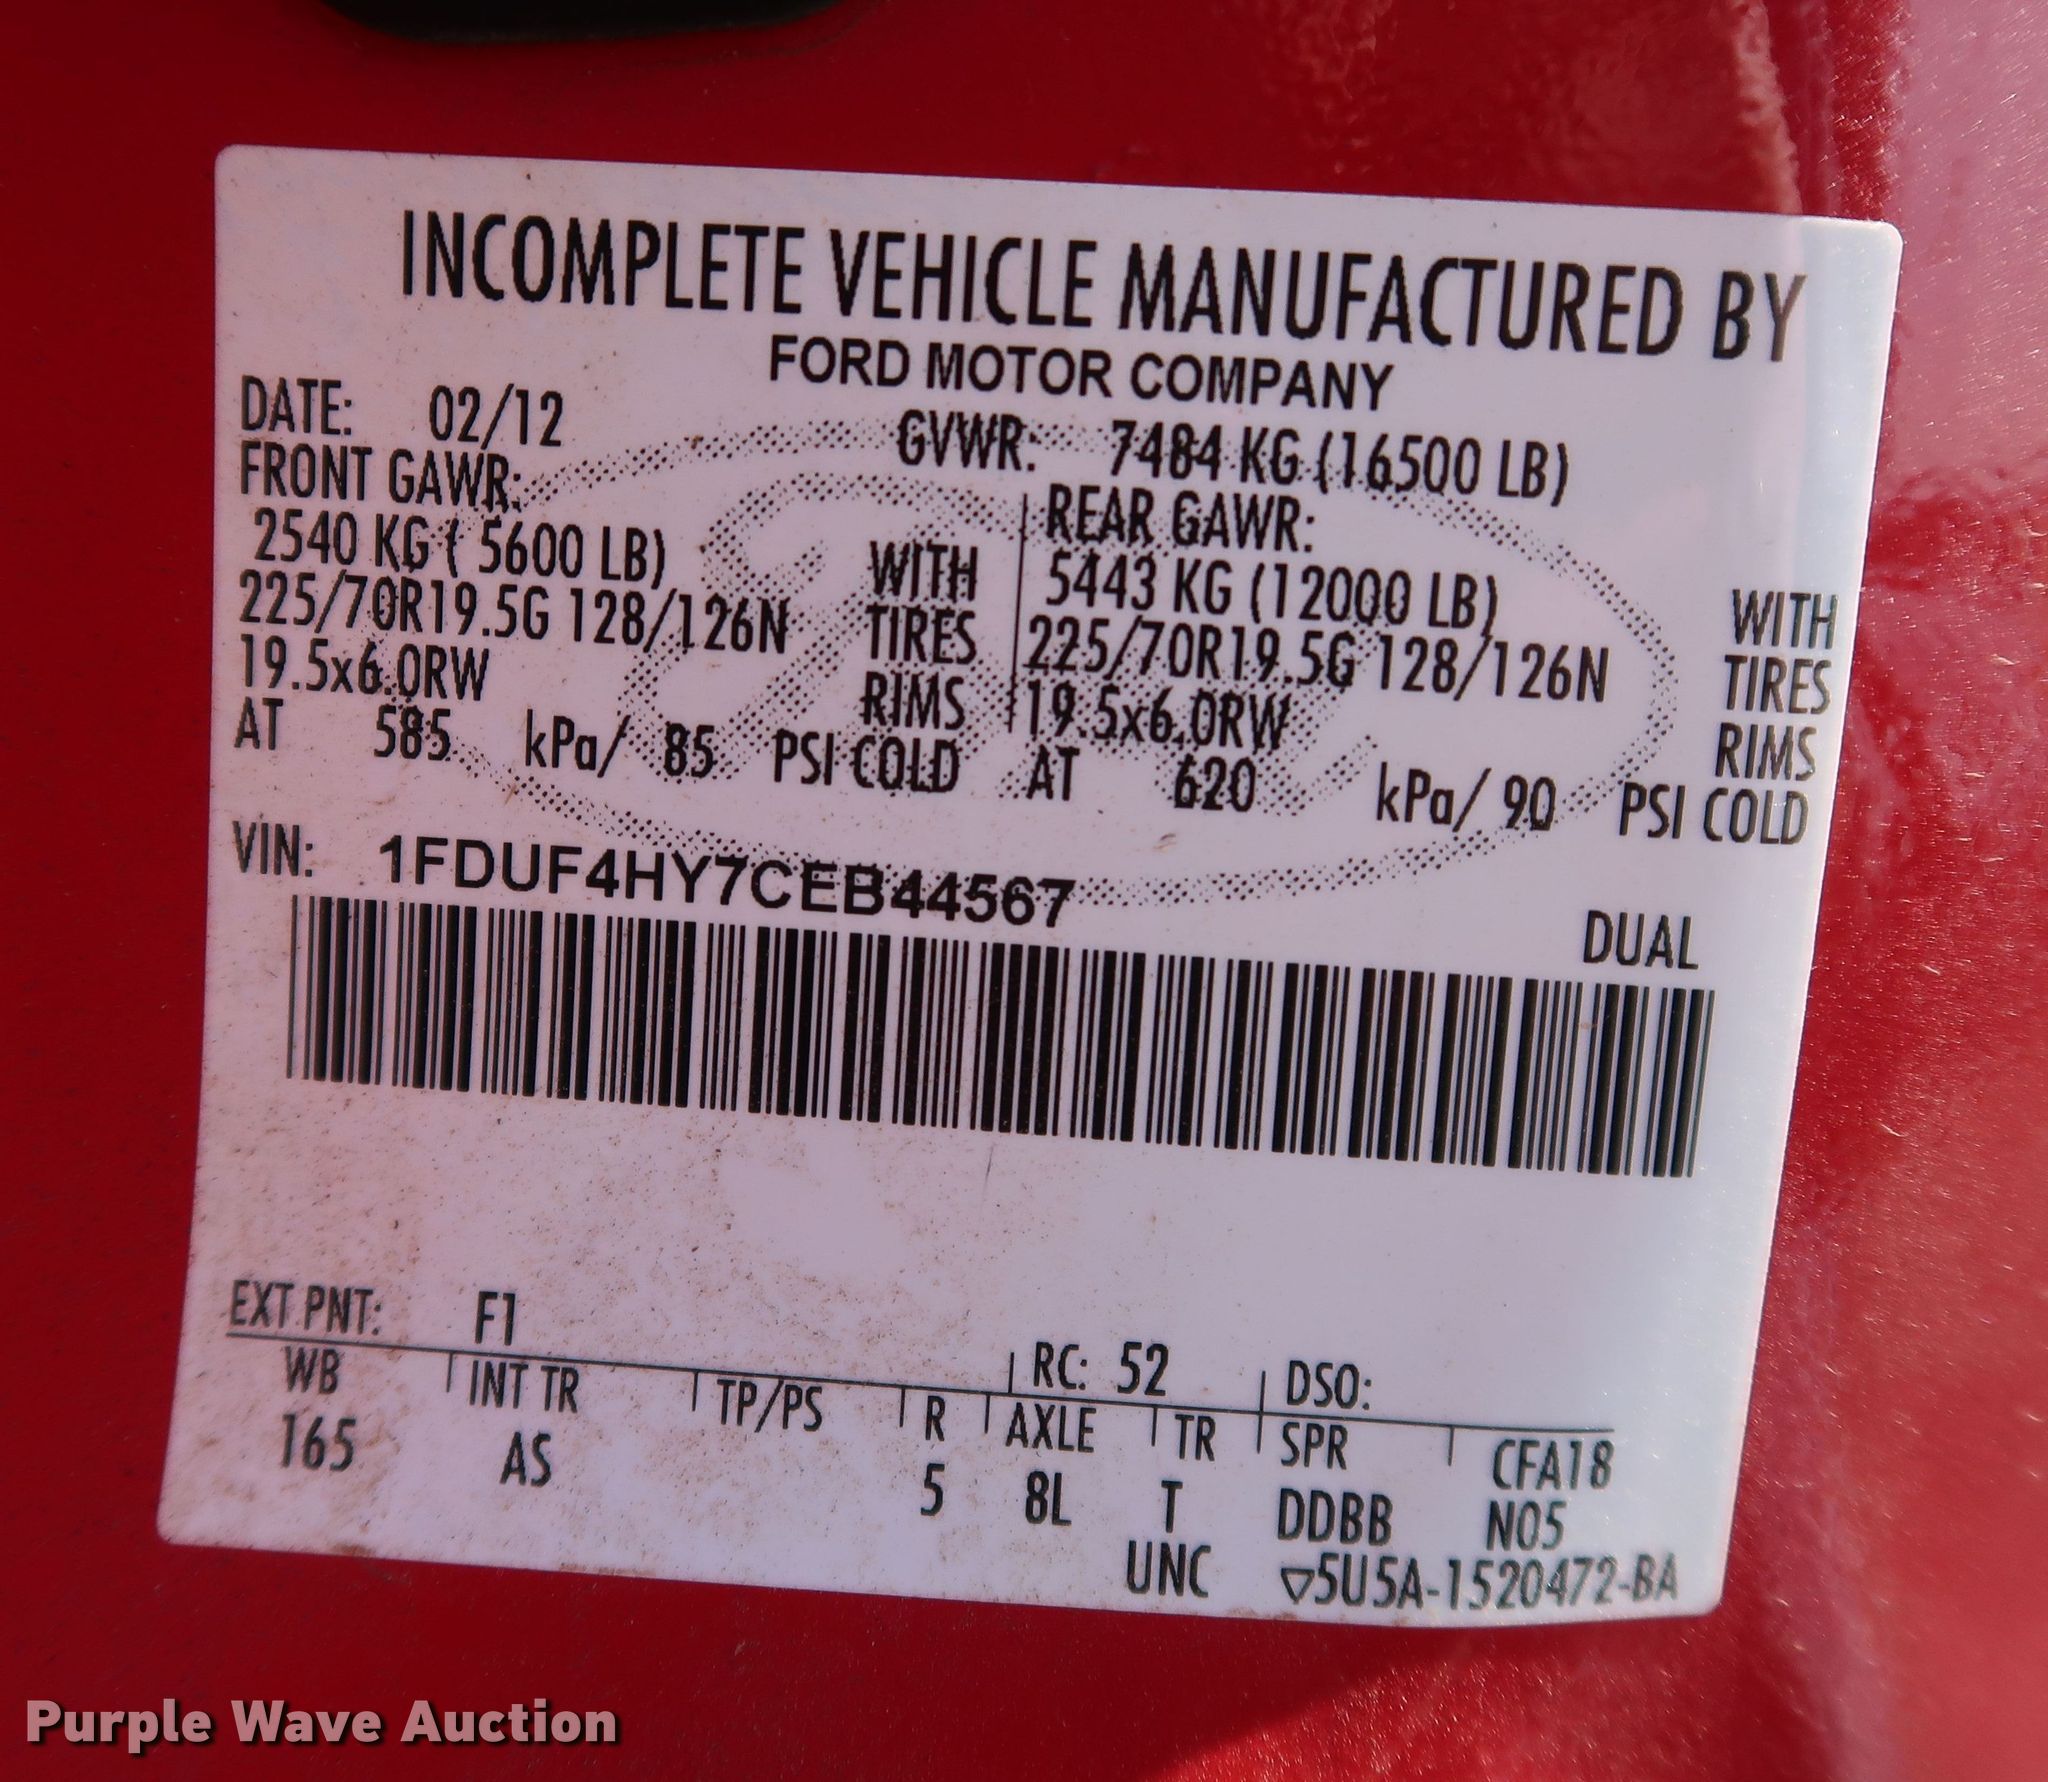 INCOMPLETE VEHICLE MANUFACTURED BY
FORD MOTOR COMPANY
DATE: 02/12 GVWR: 7484 KG (16500 LB)
FRONT GAWR: REAR GAWR:
2540 KG ( 5600 LB) WITH 5443 KG (12000 LB) WITH
225/70R19.5G 128/126N TIRES 225/70R19.5G 128/126N TIRES
19.5x6.0RW RIMS 19.5x6.0RW RIMS
AT 585 kPa/ 85 PSI COLD AT 620 kPa/ 90 PSI COLD
VIN: 1FDUF4HY7CEB44567
DUAL
EXT PNT: F1 RC: 52 DSO:
WB INT TR TP/PS R AXLE TR SPR CFA18
165 AS 5 8L T DDBB N05
UNC ▽5U5A-1520472-BA
Purple Wave Auction